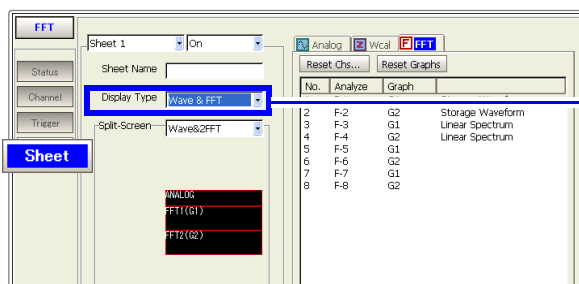 FFT
Sheet 1 On
Analog Wcal F FFT
Status
Sheet Name
Reset Chs... Reset Graphs
Channel
Display Type Wave & FFT
No. Analyze Graph
Trigger
Split-Screen Wave&2FFT
Sheet
2 F-2 G2 Storage Waveform
3 F-3 G1 Linear Spectrum
4 F-4 G2 Linear Spectrum
5 F-5 G1
6 F-6 G2
7 F-7 G1
8 F-8 G2
ANALOG
FFT1(G1)
FFT2(G2)